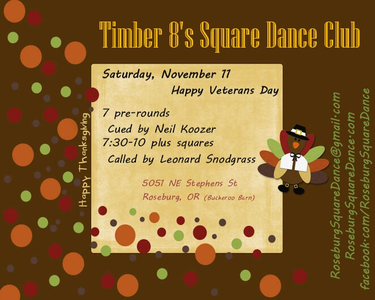 Timber 8's Square Dance Club
Saturday, November 11
Happy Veterans Day
7 pre-rounds
Cued by Neil Koozer
7:30-10 plus squares
Called by Leonard Snodgrass
5051 NE Stephens St
Roseburg, OR (Buckeroo Barn)
Happy Thanksgiving
RoseburgSquareDance@gmail.com
RoseburgSquareDance.com
facebook.com/RoseburgSquareDance